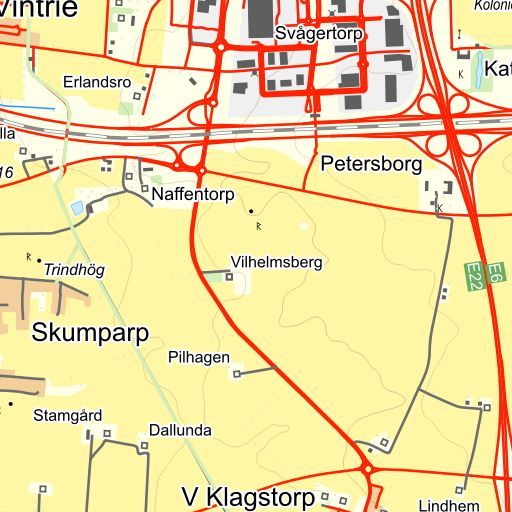 Vintrie
Kolonie
Svågertorp
Erlandsro
Kat
lla
16
Petersborg
Naffentorp
K
K
R
Vilhelmsberg
R
Trindhög
E22
E6
Skumparp
Pilhagen
Stamgård
Dallunda
V Klagstorp
Lindhem